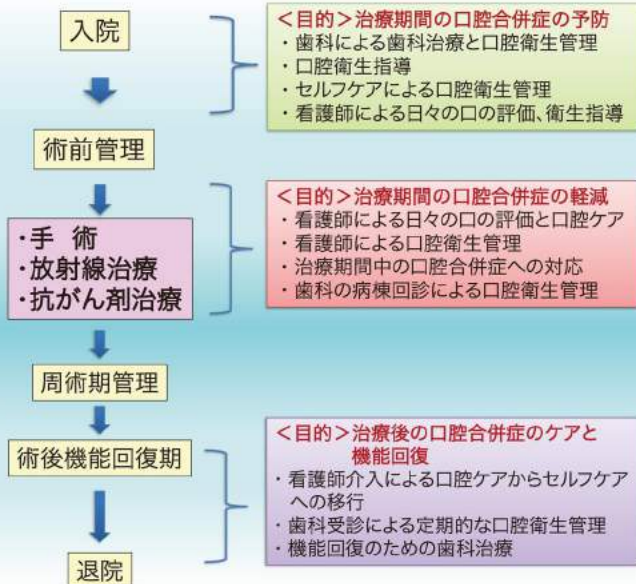 入院
<目的>治療期間の口腔合併症の予防
・歯科による歯科治療と口腔衛生管理
・口腔衛生指導
・セルフケアによる口腔衛生管理
・看護師による日々の口の評価、衛生指導
術前管理
・手 術
・放射線治療
・抗がん剤治療
<目的>治療期間の口腔合併症の軽減
・看護師による日々の口の評価と口腔ケア
・看護師による口腔衛生管理
・治療期間中の口腔合併症への対応
・歯科の病棟回診による口腔衛生管理
周術期管理
術後機能回復期
<目的>治療後の口腔合併症のケアと
機能回復
・看護師介入による口腔ケアからセルフケア
への移行
・歯科受診による定期的な口腔衛生管理
・機能回復のための歯科治療
退院